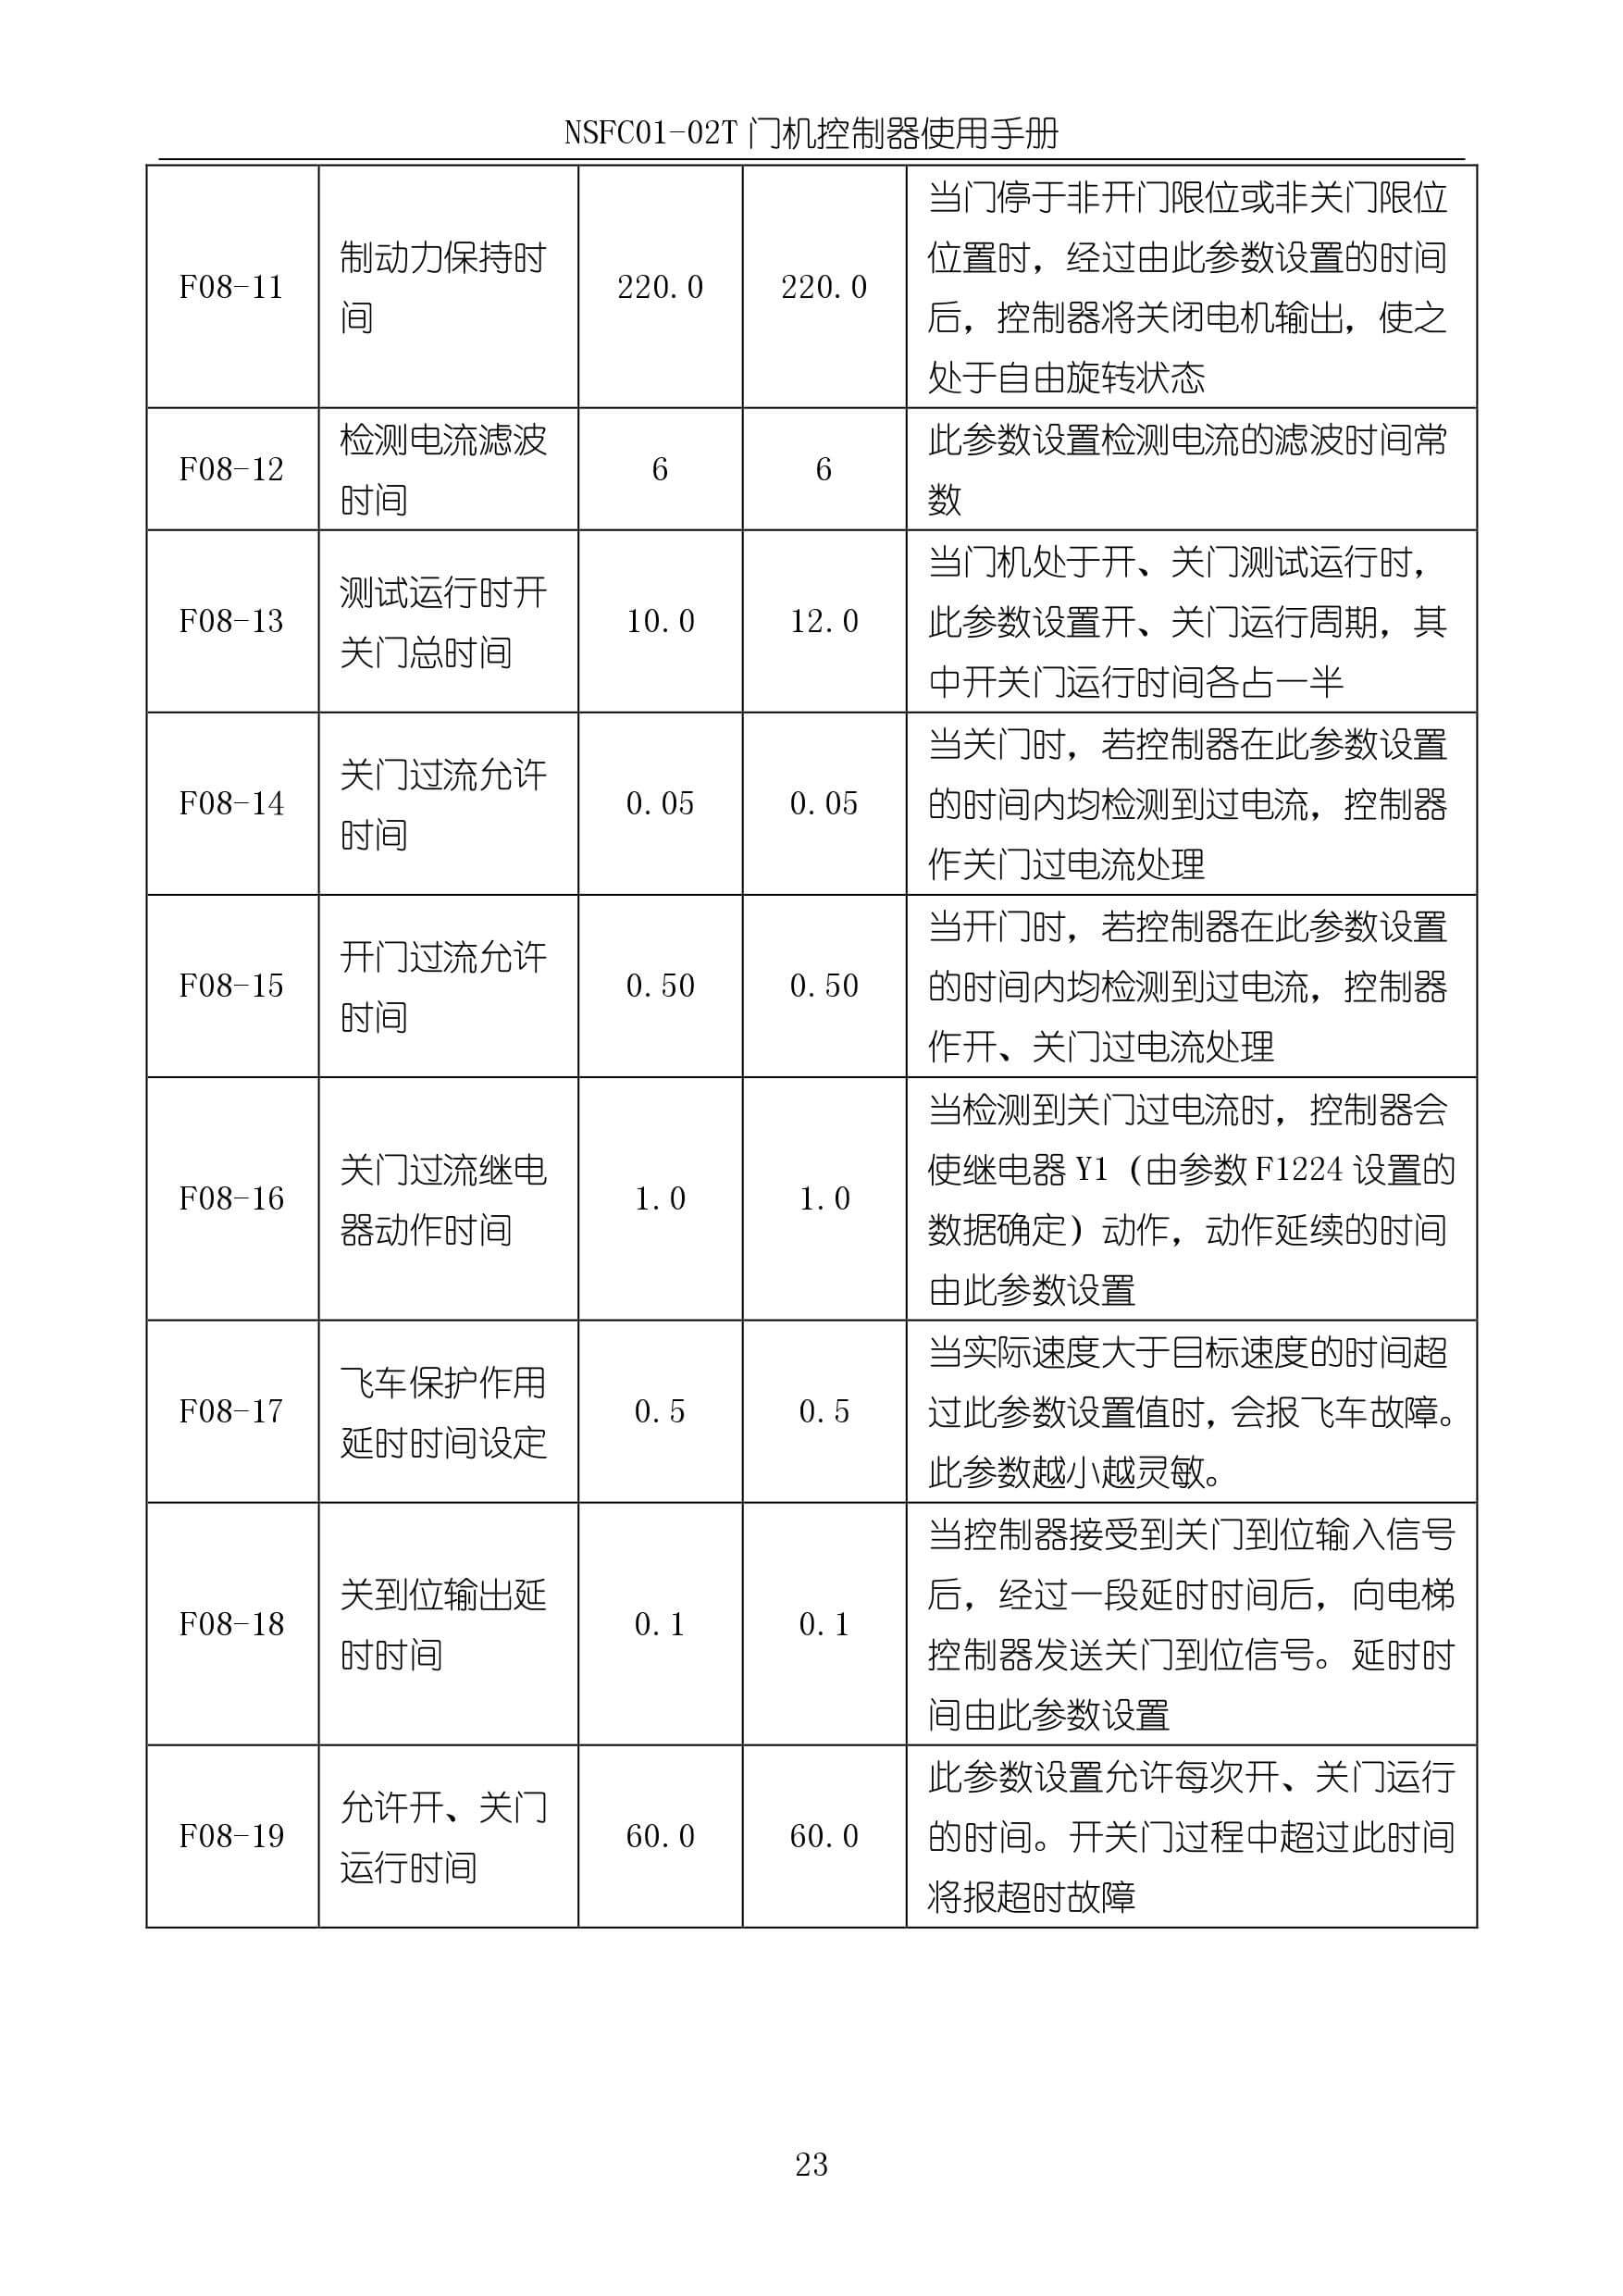 NSFC01-02T 门机控制器使用手册
F08-11
制动力保持时
间
220.0
220.0
当门停于非开门限位或非关门限位
位置时，经过由此参数设置的时间
后，控制器将关闭电机输出，使之
处于自由旋转状态
F08-12
检测电流滤波
时间
6
6
此参数设置检测电流的滤波时间常
数
F08-13
测试运行时开
关门总时间
10.0
12.0
当门机处于开、关门测试运行时，
此参数设置开、关门运行周期，其
中开关门运行时间各占一半
F08-14
关门过流允许
时间
0.05
0.05
当关门时，若控制器在此参数设置
的时间内均检测到过电流，控制器
作关门过电流处理
F08-15
开门过流允许
时间
0.50
0.50
当开门时，若控制器在此参数设置
的时间内均检测到过电流，控制器
作开、关门过电流处理
F08-16
关门过流继电
器动作时间
1.0
1.0
当检测到关门过电流时，控制器会
使继电器 Y1（由参数 F1224 设置的
数据确定）动作，动作延续的时间
由此参数设置
F08-17
飞车保护作用
延时时间设定
0.5
0.5
当实际速度大于目标速度的时间超
过此参数设置值时，会报飞车故障。
此参数越小越灵敏。
F08-18
关到位输出延
时时间
0.1
0.1
当控制器接受到关门到位输入信号
后，经过一段延时时间后，向电梯
控制器发送关门到位信号。延时时
间由此参数设置
F08-19
允许开、关门
运行时间
60.0
60.0
此参数设置允许每次开、关门运行
的时间。开关门过程中超过此时间
将报超时故障
23